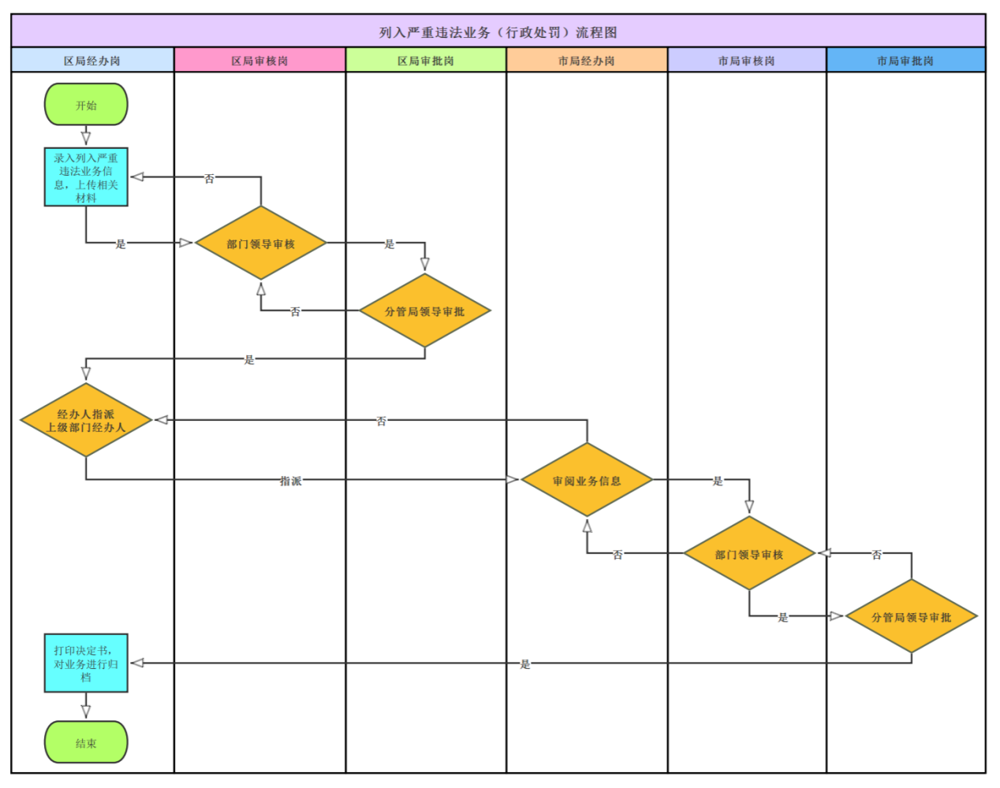 列入严重违法业务（行政处罚）流程图
区局经办岗
区局审核岗
区局审批岗
市局经办岗
市局审核岗
市局审批岗
开始
录入列入严重
违法业务信
息，上传相关
材料
否
是
部门领导审核
是
否
分管局领导审批
是
经办人指派
上级部门经办人
否
指派
审阅业务信息
是
否
部门领导审核
否
是
分管局领导审批
打印决定书，
对业务进行归
档
是
结束